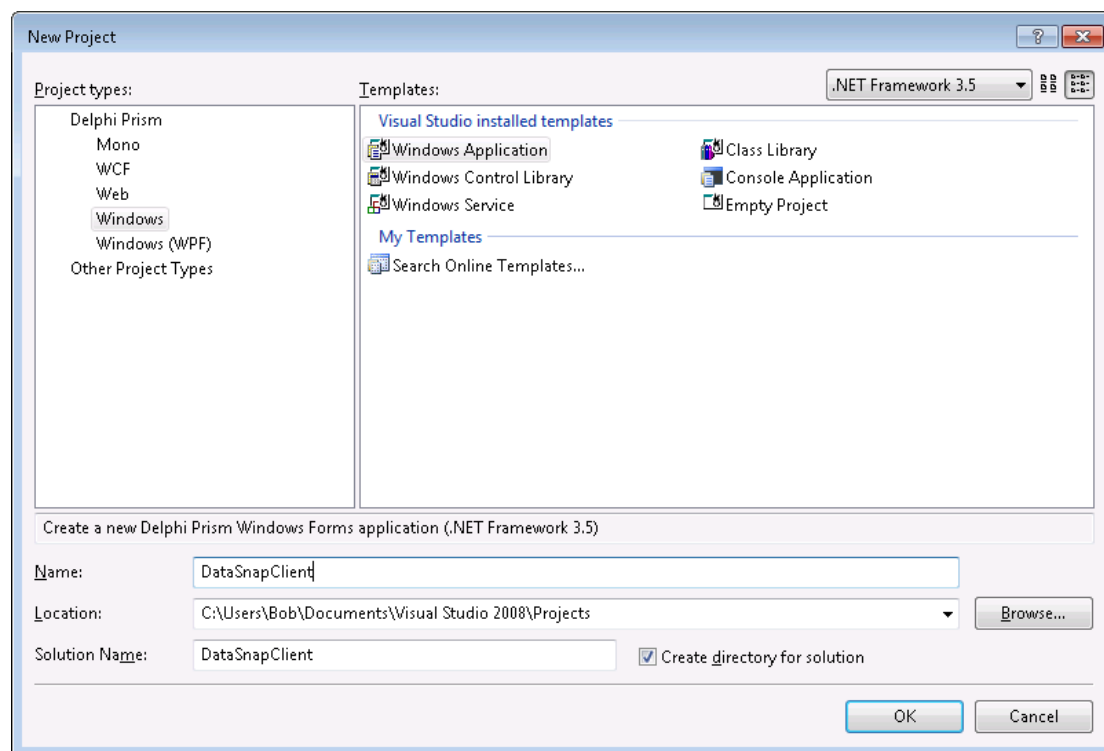 New Project
Project types:
Templates:
.NET Framework 3.5
Delphi Prism
Mono
WCF
Web
Windows
Windows (WPF)
Other Project Types
Visual Studio installed templates
Windows Application
Class Library
Windows Control Library
Console Application
Windows Service
Empty Project
My Templates
Search Online Templates...
Create a new Delphi Prism Windows Forms application (.NET Framework 3.5)
Name:
DataSnapClient
Location:
C:\Users\Bob\Documents\Visual Studio 2008\Projects
Browse...
Solution Name:
DataSnapClient
Create directory for solution
OK
Cancel